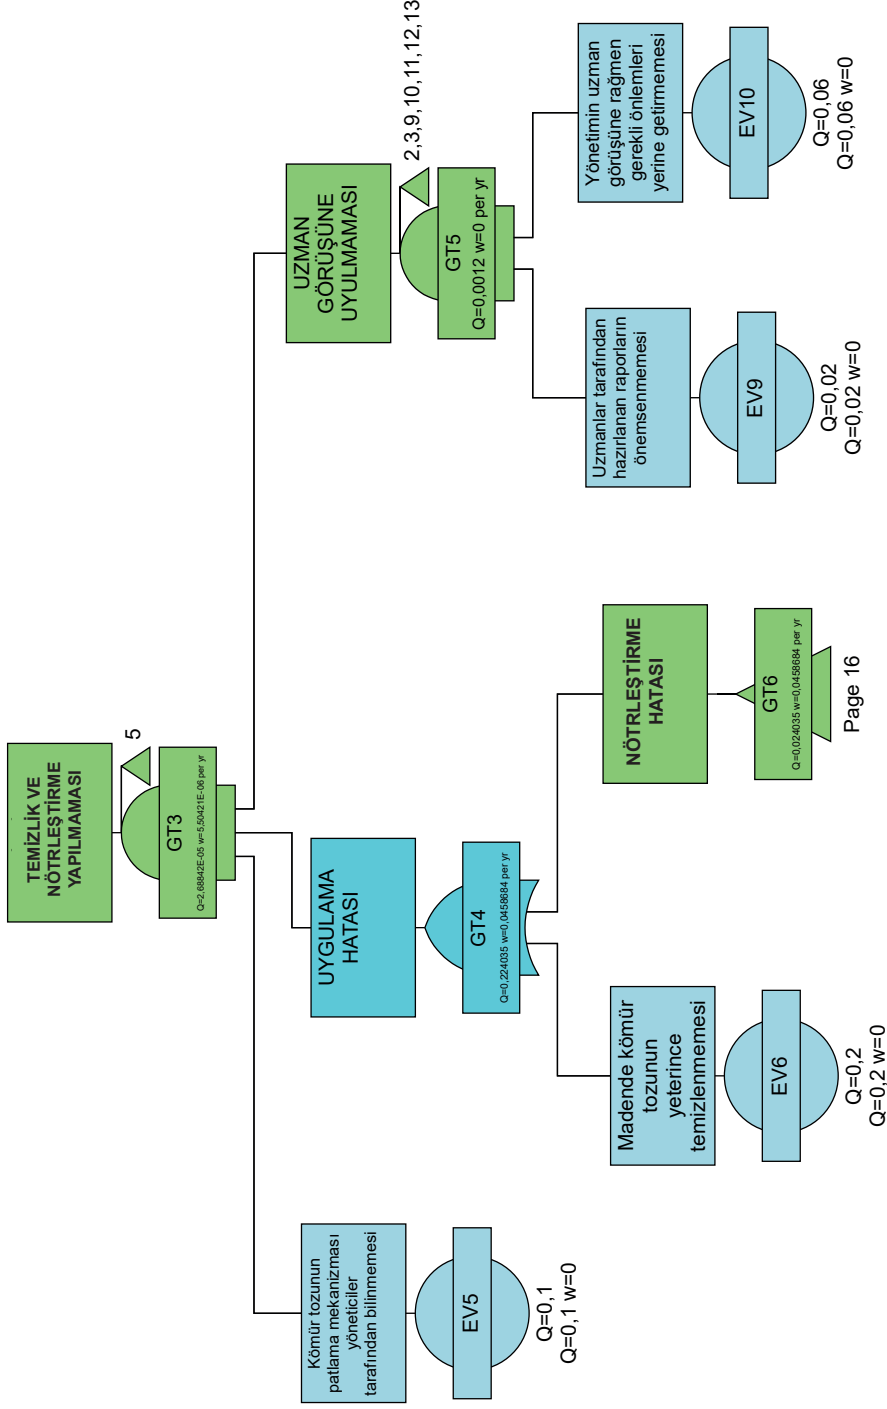 TEMİZLİK VE
NÖTRLEŞTİRME
YAPILMAMASI
5
GT3
Q=2,68842E-05 w=5,50421E-06 per yr
Kömür tozunun
patlama mekanizması
yöneticiler
tarafından bilinmemesi
EV5
Q=0,1
Q=0,1 w=0
UYGULAMA
HATASI
GT4
Q=0,224035 w=0,0458684 per yr
Madende kömür
tozunun
yeterince
temizlenmemesi
EV6
Q=0,2
Q=0,2 w=0
NÖTRLEŞTİRME
HATASI
GT6
Q=0,024035 w=0,0458684 per yr
Page 16
UZMAN
GÖRÜŞÜNE
UYULMAMASI
2,3,9,10,11,12,13
GT5
Q=0,0012 w=0 per yr
Uzmanlar tarafından
hazırlanan raporların
önemsenmemesi
EV9
Q=0,02
Q=0,02 w=0
Yönetimin uzman
görüşüne rağmen
gerekli önlemleri
yerine getirmemesi
EV10
Q=0,06
Q=0,06 w=0